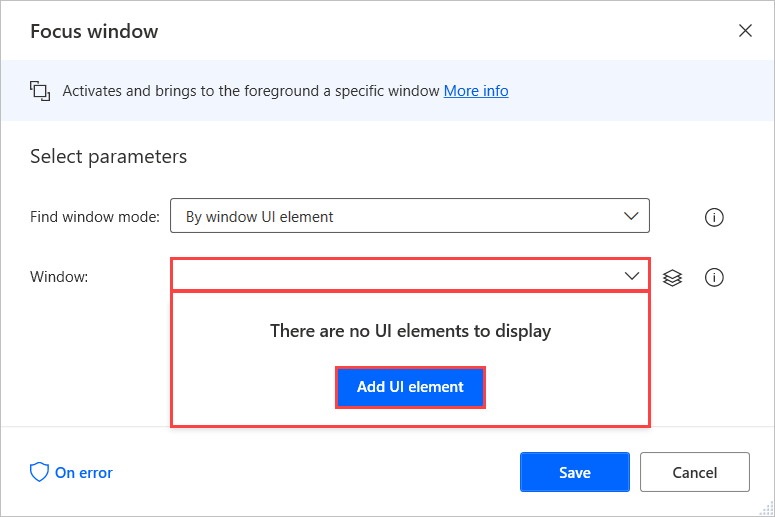 Focus window
Activates and brings to the foreground a specific window More info
Select parameters
Find window mode: By window UI element
Window:
There are no UI elements to display
Add UI element
On error Save Cancel